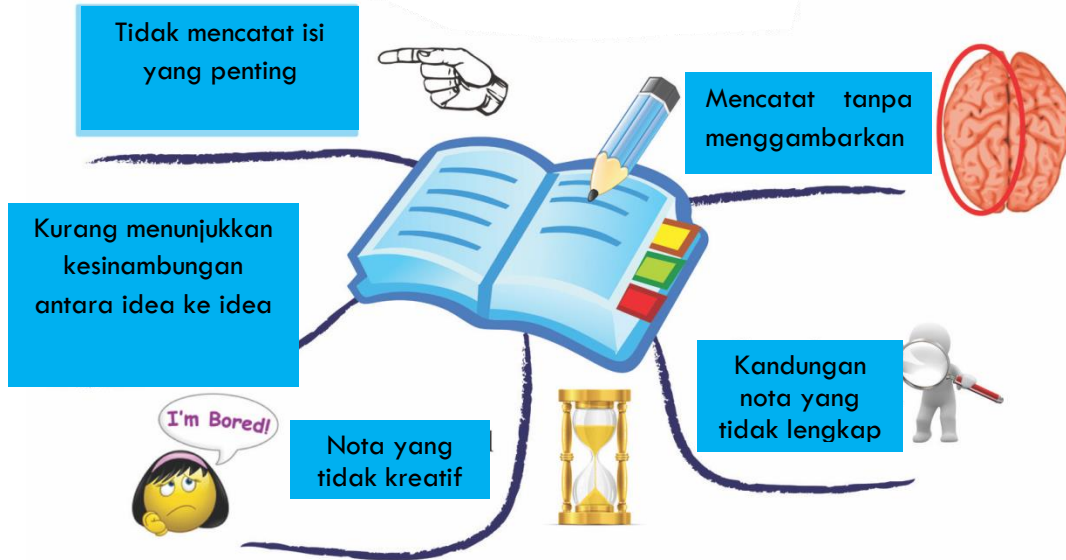 Tidak mencatat isi
yang penting
Mencatat tanpa
menggambarkan
Kurang menunjukkan
kesinambungan
antara idea ke idea
Kandungan
nota yang
tidak lengkap
I'm Bored!
Nota yang
tidak kreatif